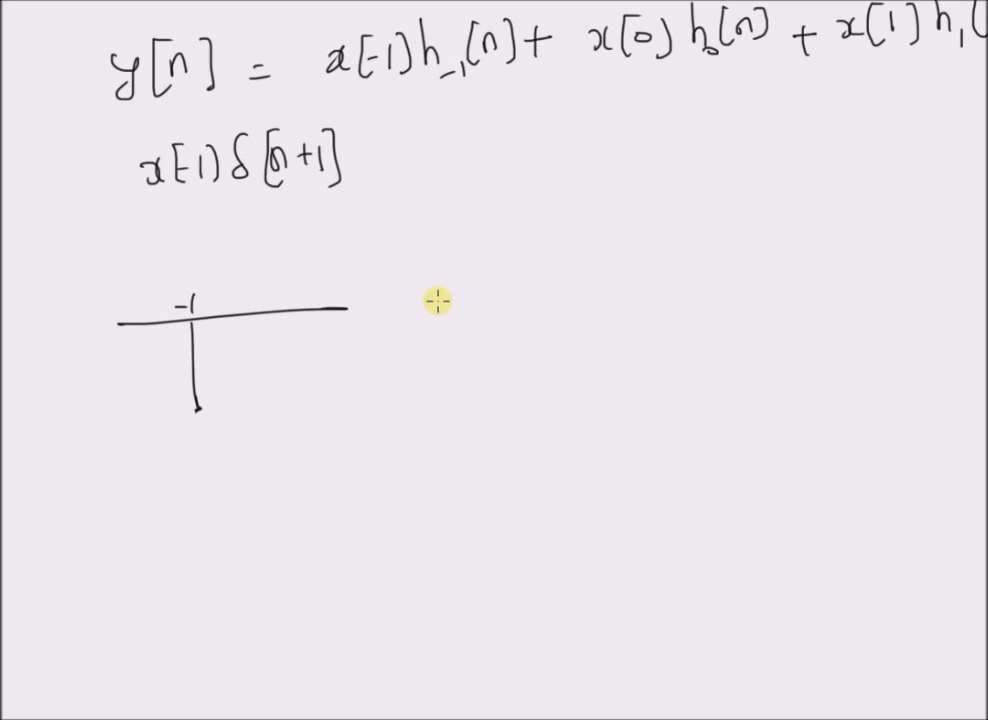 y[n] = x[-1]h₋₁[n] + x[0]h₀[n] + x[1]h₁[
x[-1]δ[n+1]
-1